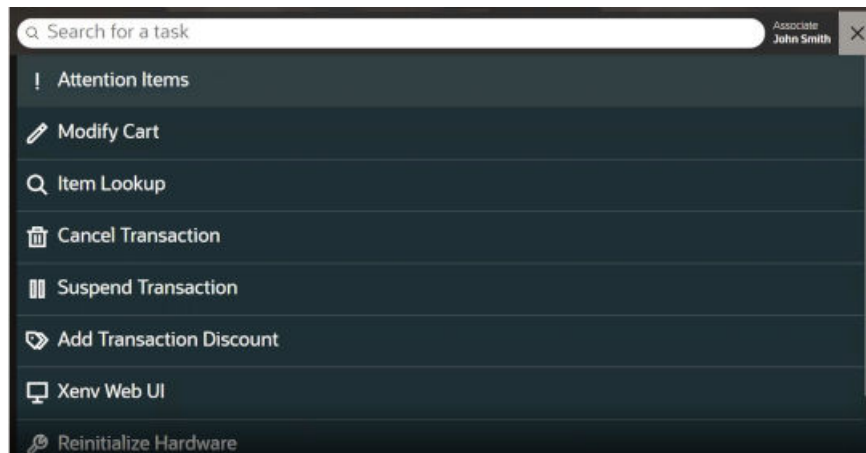 Search for a task
Associate
John Smith
! Attention Items
Modify Cart
Item Lookup
Cancel Transaction
Suspend Transaction
Add Transaction Discount
Xenv Web UI
Reinitialize Hardware